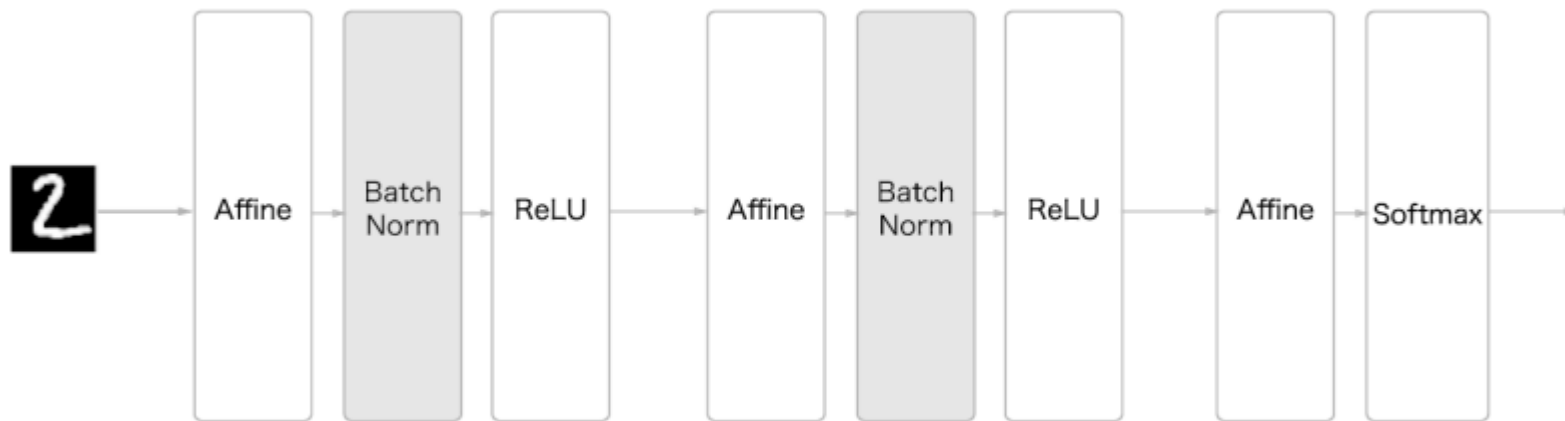 2
Affine
Batch
Norm
ReLU
Affine
Batch
Norm
ReLU
Affine
Softmax